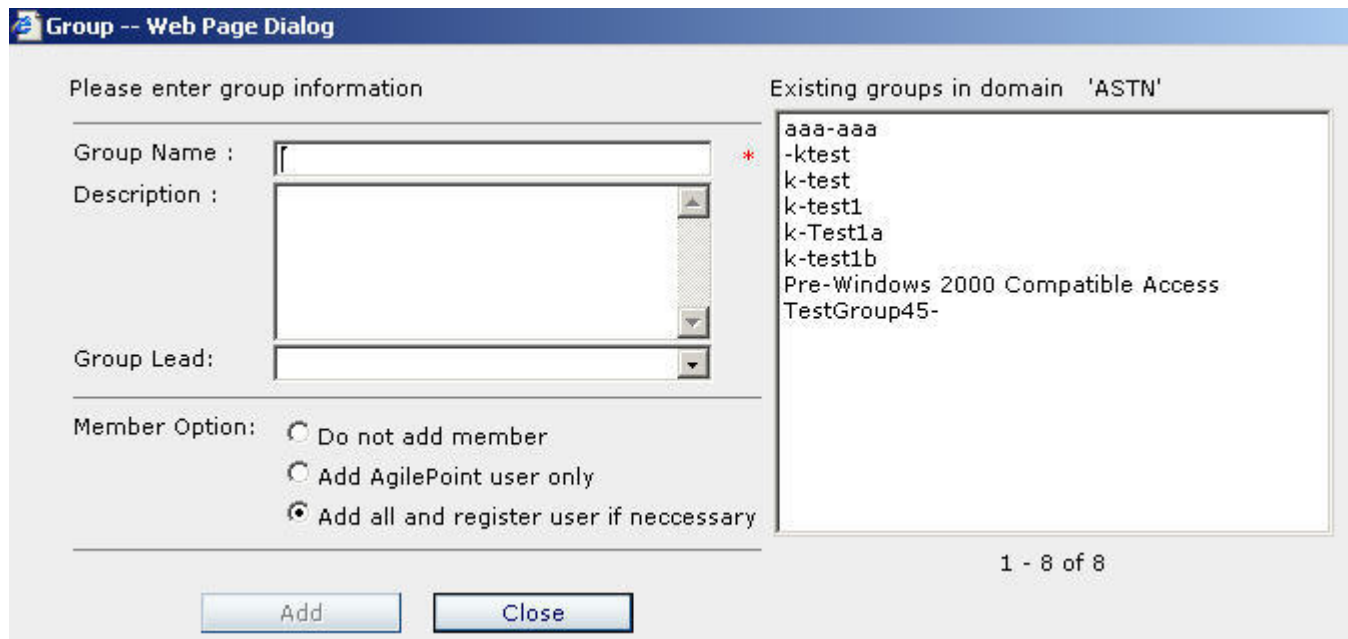 Group -- Web Page Dialog
Please enter group information
Group Name : *
Description :
Group Lead:
Member Option:
Do not add member
Add AgilePoint user only
Add all and register user if neccessary
Add
Close
Existing groups in domain 'ASTN'
aaa-aaa
-ktest
k-test
k-test1
k-Test1a
k-test1b
Pre-Windows 2000 Compatible Access
TestGroup45-
1 - 8 of 8